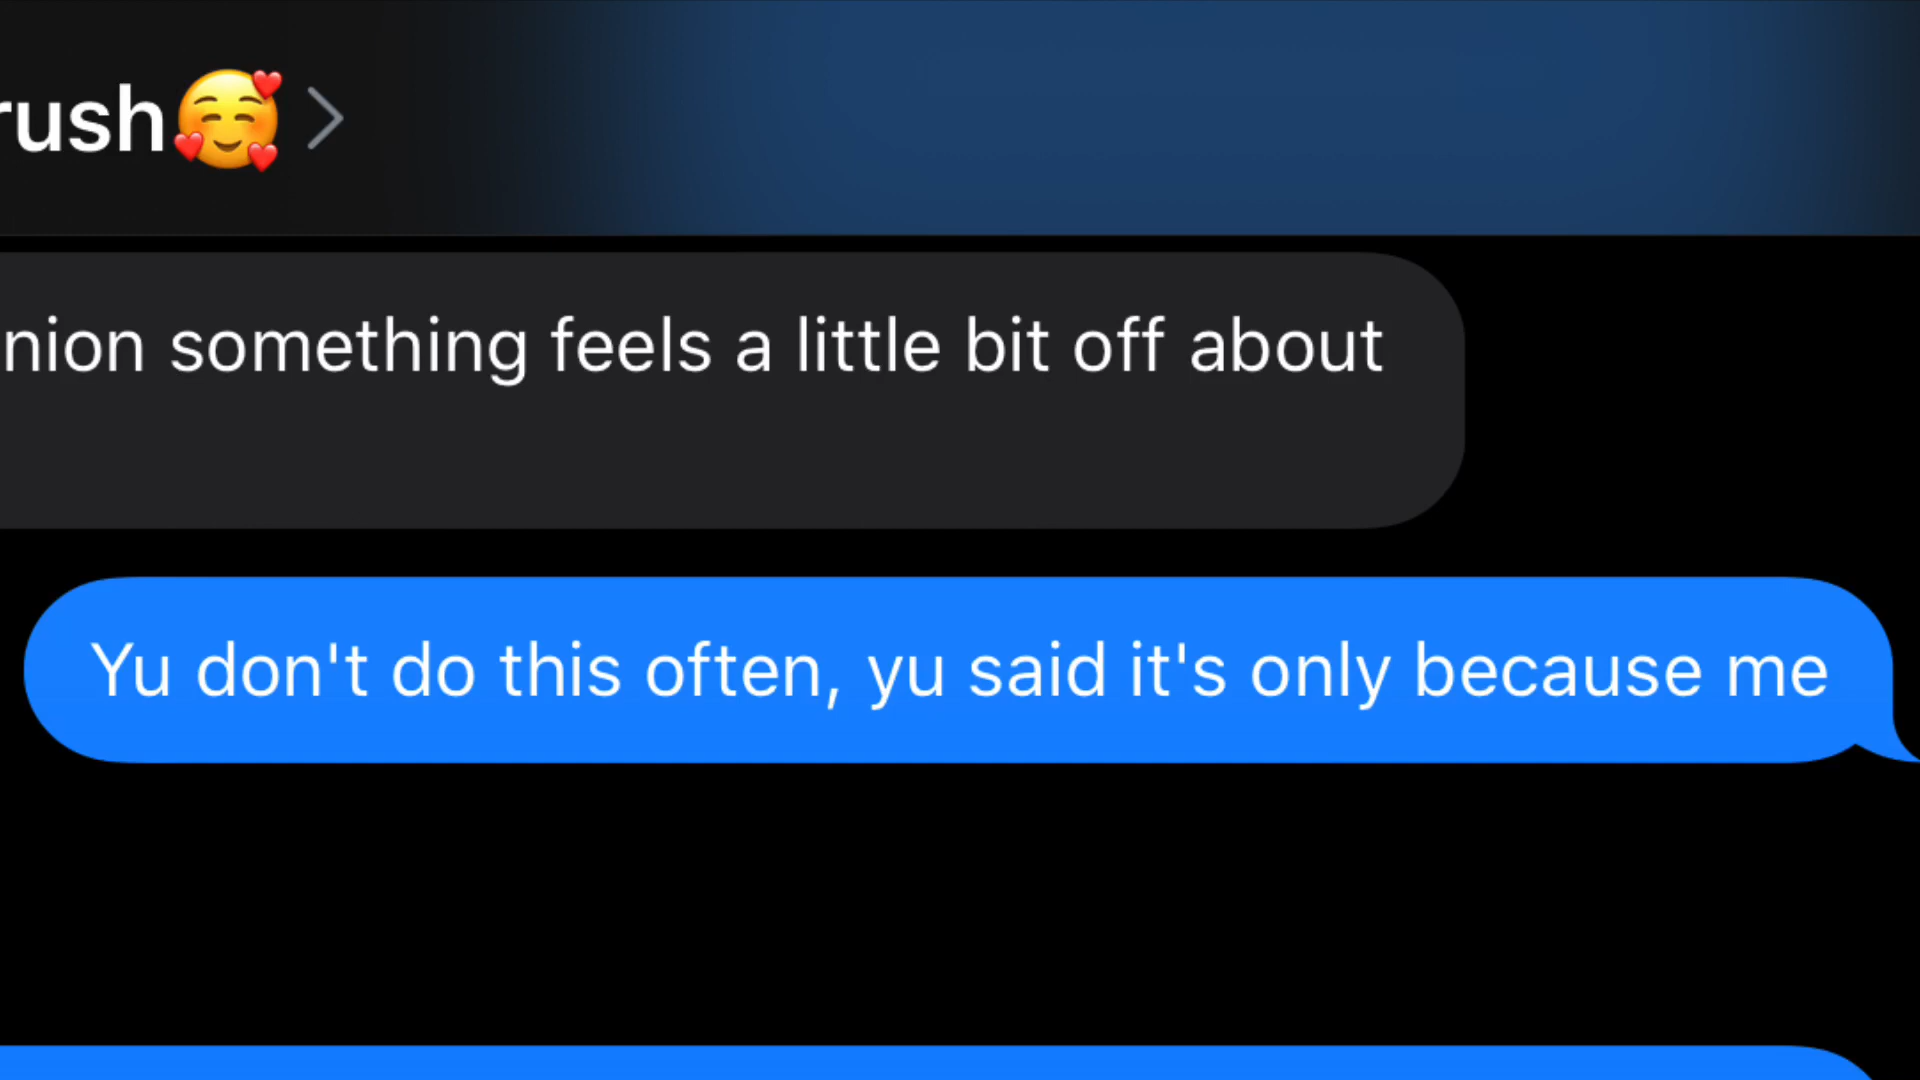 rush🥰
nion something feels a little bit off about
Yu don't do this often, yu said it's only because me